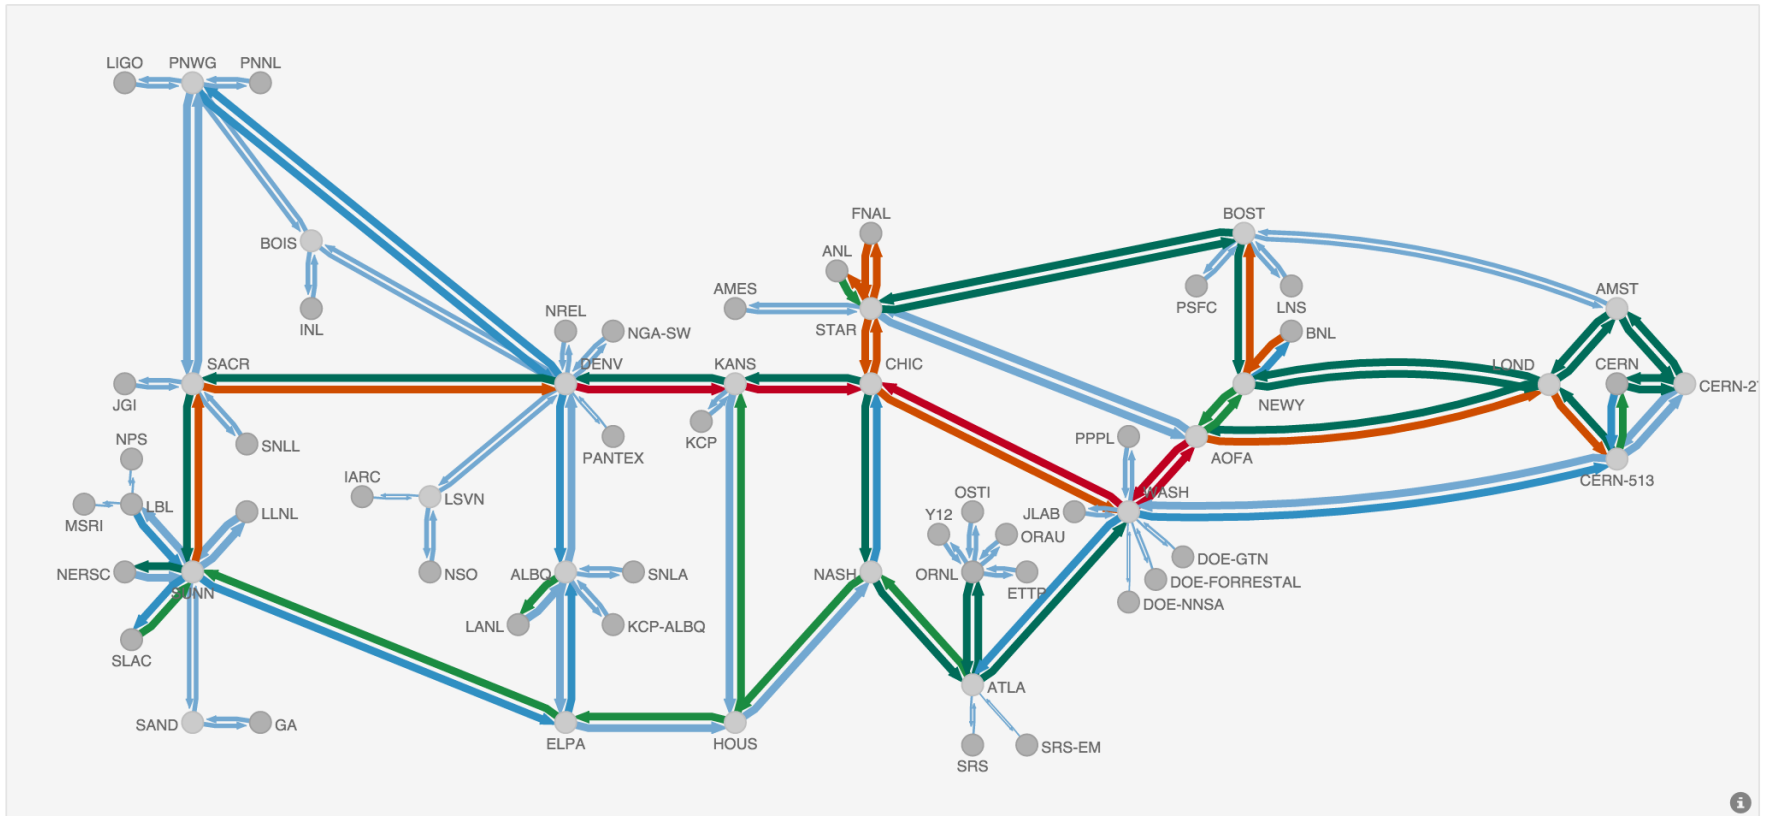 LIGO
PNWG
PNNL
FNAL
BOST
BOIS
ANL
AMES
PSFC
LNS
AMST
INL
NREL
NGA-SW
STAR
BNL
SACR
DENV
KANS
CHIC
LOND
CERN
CERN-2
JGI
NEWY
KCP
NPS
SNLL
PANTEX
PPPL
AOFA
IARC
LSVN
CERN-513
MSRI
LBL
LLNL
OSTI
WASH
Y12
JLAB
ORAU
DOE-GTN
NERSC
SUNN
NSO
ALBQ
SNLA
NASH
ORNL
ETTP
DOE-FORRESTAL
DOE-NNSA
LANL
KCP-ALBQ
SLAC
ATLA
SAND
GA
ELPA
HOUS
SRS
SRS-EM
i